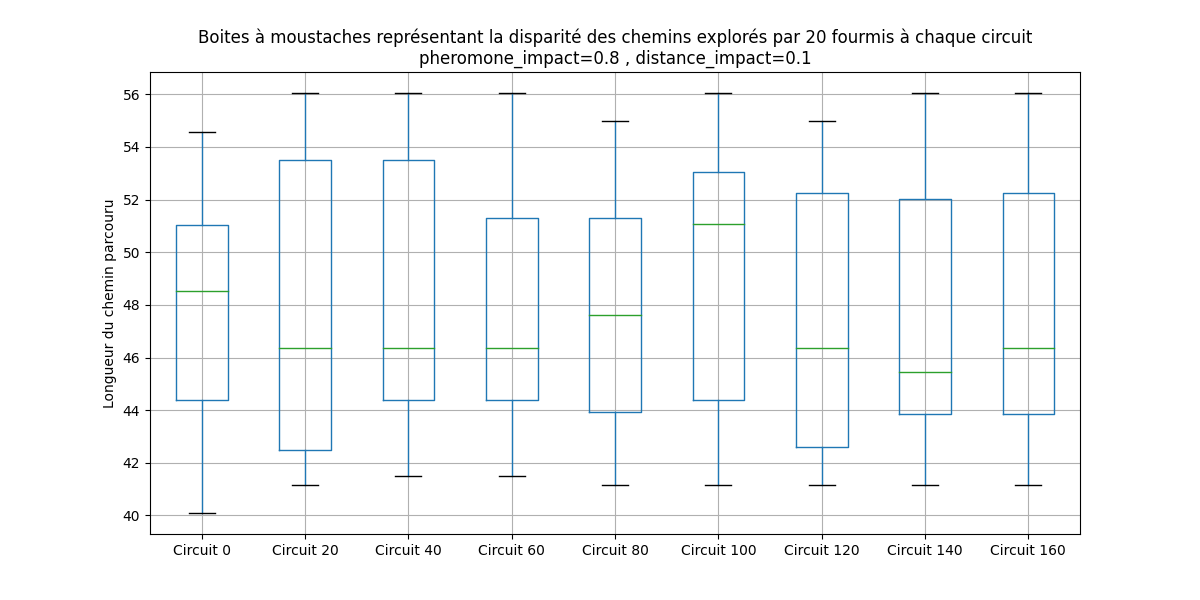 Boites à moustaches représentant la disparité des chemins explorés par 20 fourmis à chaque circuit
pheromone_impact=0.8 , distance_impact=0.1
Longueur du chemin parcouru
56
54
52
50
48
46
44
42
40
Circuit 0 Circuit 20 Circuit 40 Circuit 60 Circuit 80 Circuit 100 Circuit 120 Circuit 140 Circuit 160